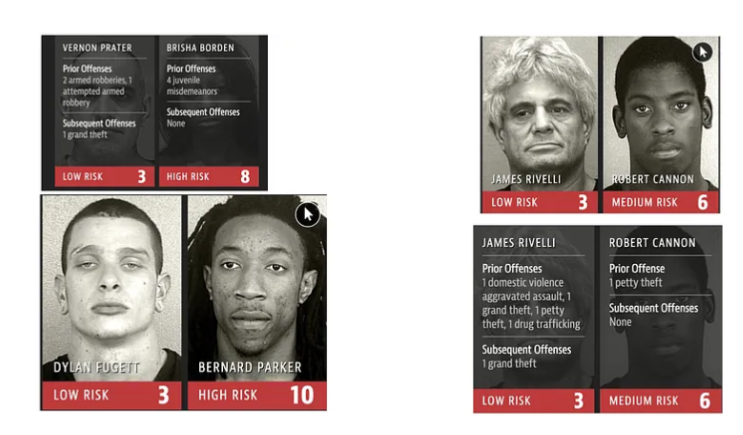 VERNON PRATER
Prior Offenses
2 armed robberies, 1
attempted armed
robbery
Subsequent Offenses
1 grand theft
LOW RISK 3
BRISHA BORDEN
Prior Offenses
4 juvenile
misdemeanors
Subsequent Offenses
None
HIGH RISK 8
DYLAN FUGETT
LOW RISK 3
BERNARD PARKER
HIGH RISK 10
JAMES RIVELLI
LOW RISK 3
ROBERT CANNON
MEDIUM RISK 6
JAMES RIVELLI
Prior Offenses
1 domestic violence
aggravated assault, 1
grand theft, 1 petty
theft, 1 drug trafficking
Subsequent Offenses
1 grand theft
LOW RISK 3
ROBERT CANNON
Prior Offense
1 petty theft
Subsequent Offenses
None
MEDIUM RISK 6